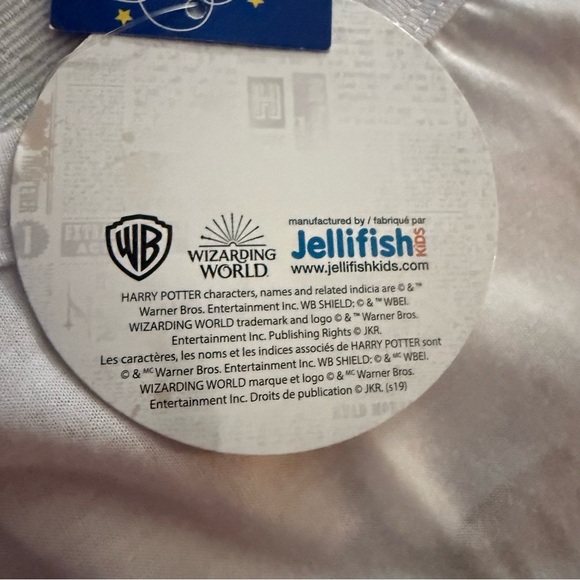 WB
WIZARDING
WORLD
manufactured by / fabriqué par
Jellifish KIDS
www.jellifishkids.com
HARRY POTTER characters, names and related indicia are © & ™
Warner Bros. Entertainment Inc. WB SHIELD: © & ™ WBEI.
WIZARDING WORLD trademark and logo © & ™ Warner Bros.
Entertainment Inc. Publishing Rights © JKR.
Les caractères, les noms et les indices associés de HARRY POTTER sont
© & MC Warner Bros. Entertainment Inc. WB SHIELD: © & MC WBEI.
WIZARDING WORLD marque et logo © & MC Warner Bros.
Entertainment Inc. Droits de publication © JKR. (s19)